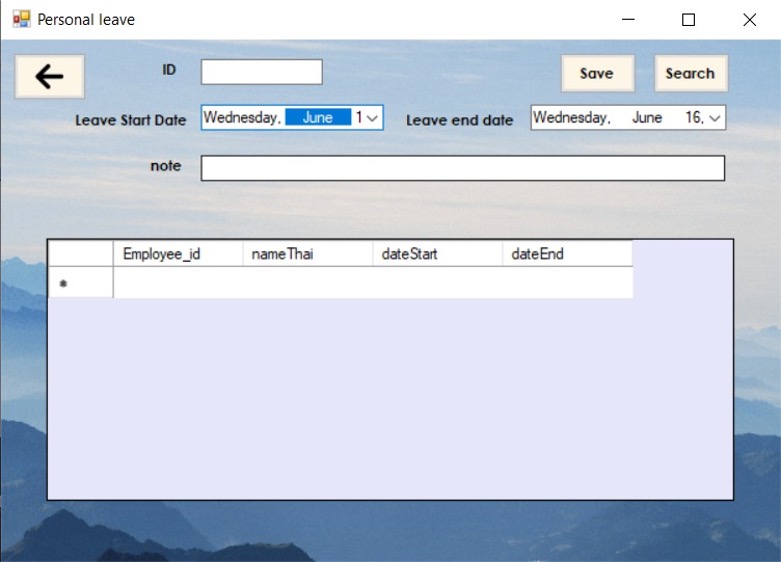 Personal leave
ID
Save
Search
Leave Start Date
Wednesday, June 1
Leave end date
Wednesday, June 16,
note
Employee_id nameThai dateStart dateEnd